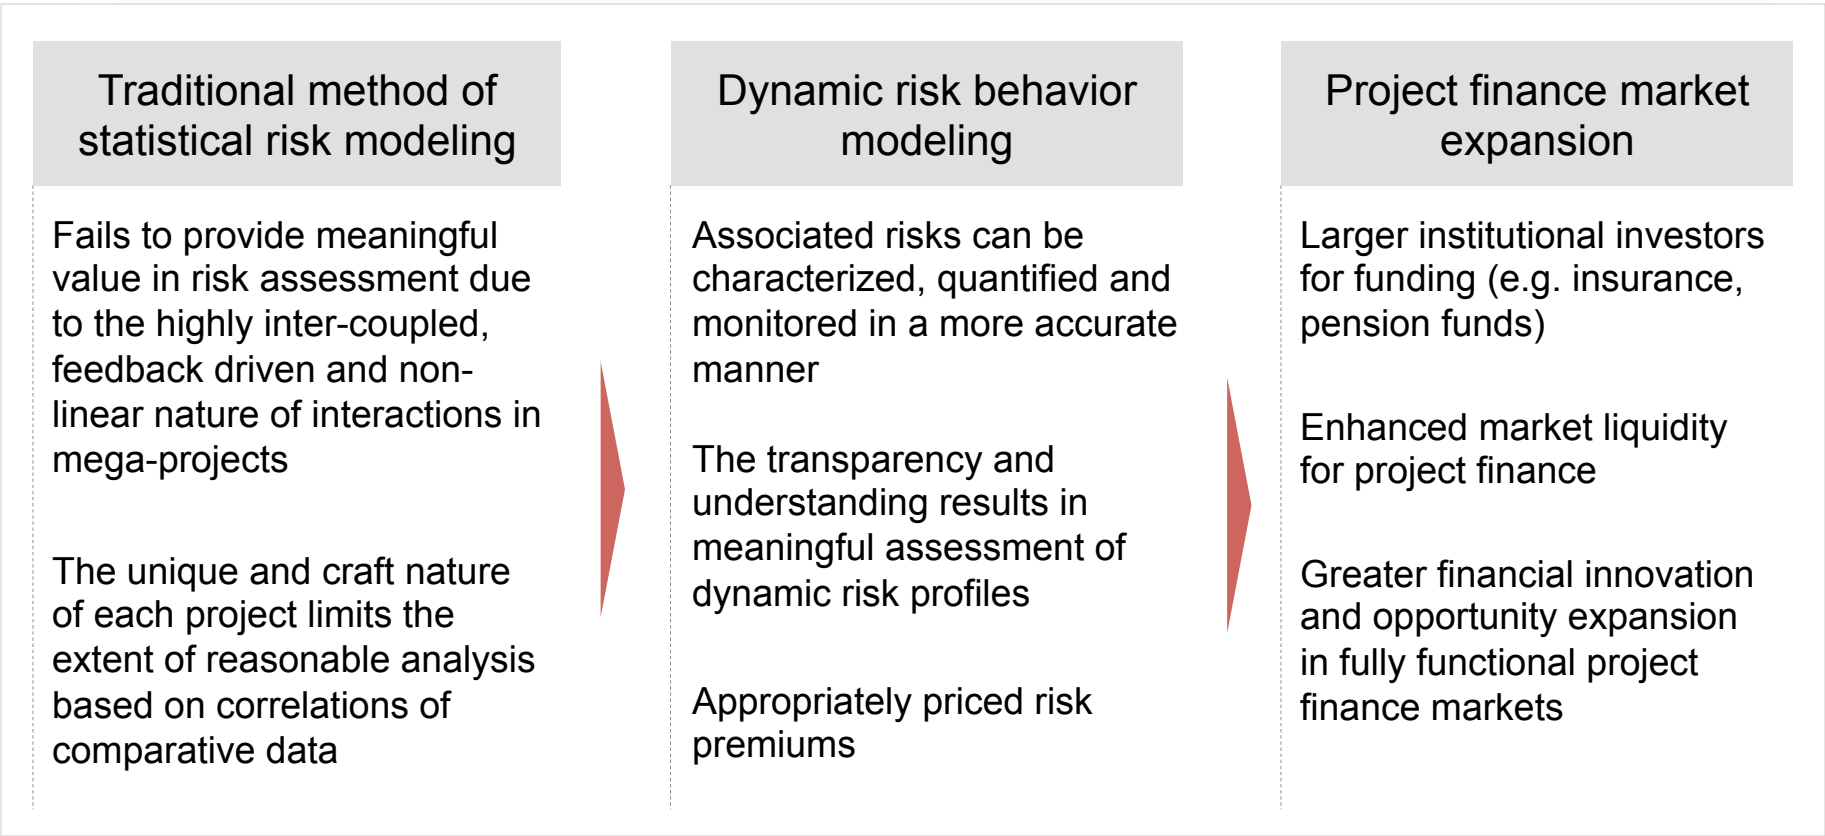 Traditional method of
statistical risk modeling
Fails to provide meaningful
value in risk assessment due
to the highly inter-coupled,
feedback driven and non-
linear nature of interactions in
mega-projects
The unique and craft nature
of each project limits the
extent of reasonable analysis
based on correlations of
comparative data
Dynamic risk behavior
modeling
Associated risks can be
characterized, quantified and
monitored in a more accurate
manner
The transparency and
understanding results in
meaningful assessment of
dynamic risk profiles
Appropriately priced risk
premiums
Project finance market
expansion
Larger institutional investors
for funding (e.g. insurance,
pension funds)
Enhanced market liquidity
for project finance
Greater financial innovation
and opportunity expansion
in fully functional project
finance markets